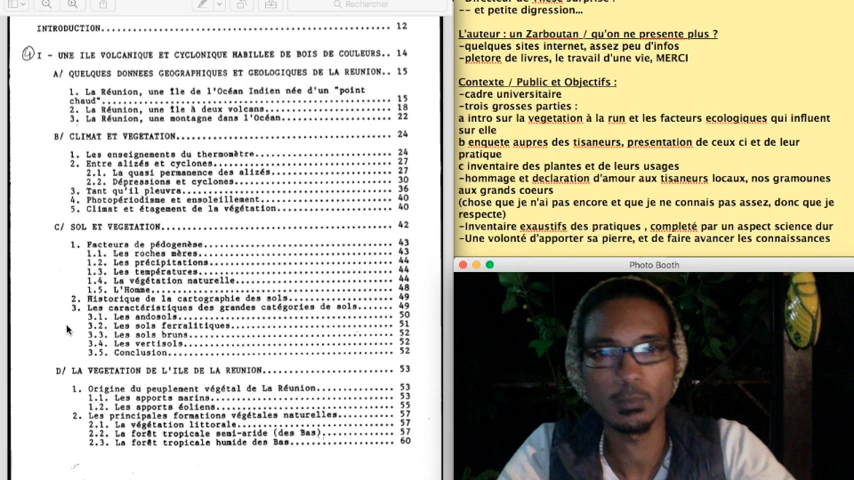 Rechercher
INTRODUCTION 12
I - UNE ILE VOLCANIQUE ET CYCLONIQUE HABILLEE DE BOIS DE COULEURS.. 14
A/ QUELQUES DONNEES GEOGRAPHIQUES ET GEOLOGIQUES DE LA REUNION.. 15
1. La Réunion, une île de l'Océan Indien née d'un "point
chaud" 15
2. La Réunion, une île à deux volcans 18
3. La Réunion, une montagne dans l'Océan 22
B/ CLIMAT ET VEGETATION 24
1. Les enseignements du thermomètre 24
2. Entre alizés et cyclones 27
2.1. La quasi permanence des alizés 27
2.2. Dépressions et cyclones 30
3. Tant qu'il pleuvra 36
4. Photopériodisme et ensoleillement 40
5. Climat et étagement de la végétation 40
C/ SOL ET VEGETATION 42
1. Facteurs de pédogenèse 43
1.1. Les roches mères 43
1.2. Les précipitations 44
1.3. Les températures 44
1.4. La végétation naturelle 44
1.5. L'Homme 48
2. Historique de la cartographie des sols 49
3. Les caractéristiques des grandes catégories de sols 49
3.1. Les andosols 50
3.2. Les sols ferralitiques 51
3.3. Les sols bruns 52
3.4. Les vertisols 52
3.5. Conclusion 52
D/ LA VEGETATION DE L'ILE DE LA REUNION 53
1. Origine du peuplement végétal de La Réunion 53
1.1. Les apports marins 53
1.2. Les apports éoliens 55
2. Les principales formations végétales naturelles 57
2.1. La végétation littorale 57
2.2. La forêt tropicale semi-aride (des Bas) 57
2.3. La forêt tropicale humide des Bas 60
-- et petite digression...
L'auteur : un Zarboutan / qu'on ne presente plus ?
-quelques sites internet, assez peu d'infos
-pletore de livres, le travail d'une vie, MERCI
Contexte / Public et Objectifs :
-cadre universitaire
-trois grosses parties :
a intro sur la vegetation à la run et les facteurs ecologiques qui influent
sur elle
b enquete aupres des tisaneurs, presentation de ceux ci et de leur
pratique
c inventaire des plantes et de leurs usages
-hommage et declaration d'amour aux tisaneurs locaux, nos gramounes
aux grands coeurs
(chose que je n'ai pas encore et que je ne connais pas assez, donc que je
respecte)
-Inventaire exaustifs des pratiques , completé par un aspect science dur
-Une volonté d'apporter sa pierre, et de faire avancer les connaissances
Photo Booth